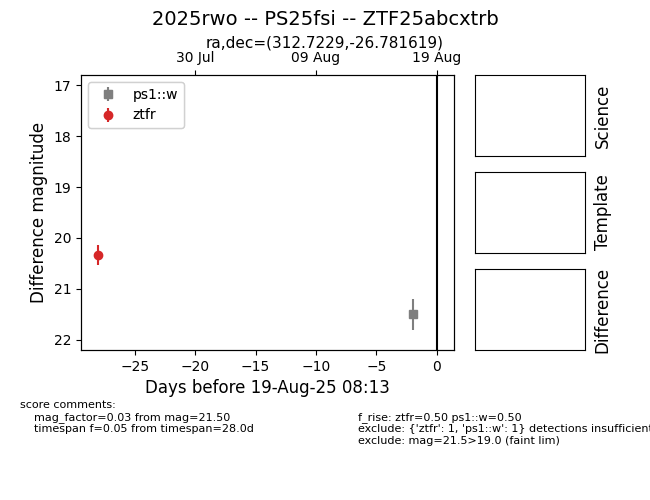 2025rwo -- PS25fsi -- ZTF25abcxtrb
ra,dec=(312.7229,-26.781619)
30 Jul 09 Aug 19 Aug
ps1::w
ztfr
17
18
19
20
21
22
Difference magnitude
−25 −20 −15 −10 −5 0
Days before 19-Aug-25 08:13
Science
Template
Difference
score comments:
mag_factor=0.03 from mag=21.50
timespan f=0.05 from timespan=28.0d
f_rise: ztfr=0.50 ps1::w=0.50
exclude: {'ztfr': 1, 'ps1::w': 1} detections insufficient
exclude: mag=21.5>19.0 (faint lim)